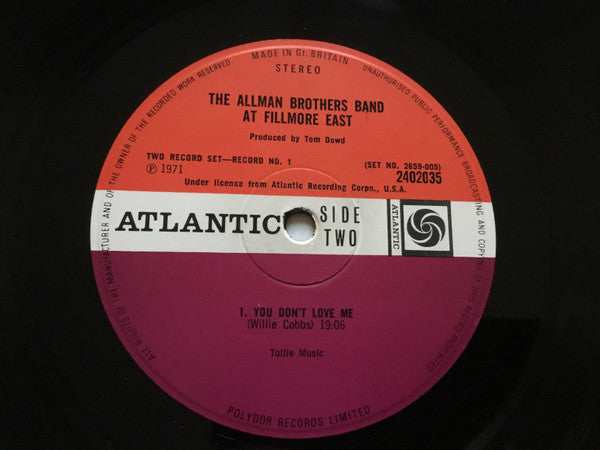 MADE IN Gt. BRITAIN
ALL RIGHTS OF THE MANUFACTURER AND OF THE OWNER OF THE RECORDED WORK RESERVED
UNAUTHORISED PUBLIC PERFORMANCE BROADCASTING AND COPYING OF THIS RECORD PROHIBITED
STEREO
THE ALLMAN BROTHERS BAND
AT FILLMORE EAST
Produced by Tom Dowd
TWO RECORD SET—RECORD NO. 1
(SET NO. 2659-005)
℗ 1971
2402035
Under licence from Atlantic Recording Corpn., U.S.A.
ATLANTIC
SIDE
TWO
ATLANTIC
1. YOU DON'T LOVE ME
(Willie Cobbs) 19:06
Tollie Music
POLYDOR RECORDS LIMITED